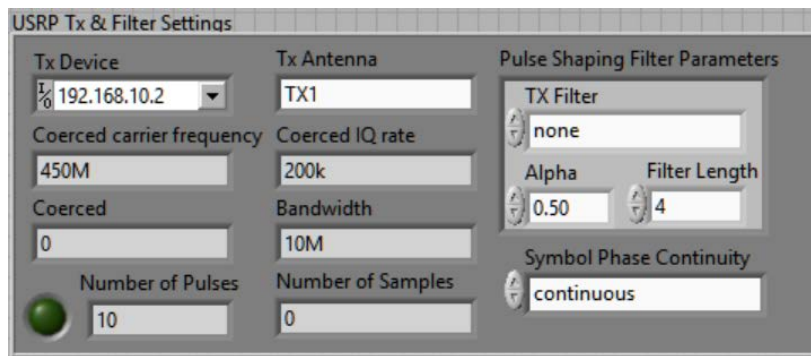 USRP Tx & Filter Settings
Tx Device
192.168.10.2
Tx Antenna
TX1
Coerced carrier frequency
450M
Coerced IQ rate
200k
Coerced
0
Bandwidth
10M
Number of Pulses
10
Number of Samples
0
Pulse Shaping Filter Parameters
TX Filter
none
Alpha
0.50
Filter Length
4
Symbol Phase Continuity
continuous